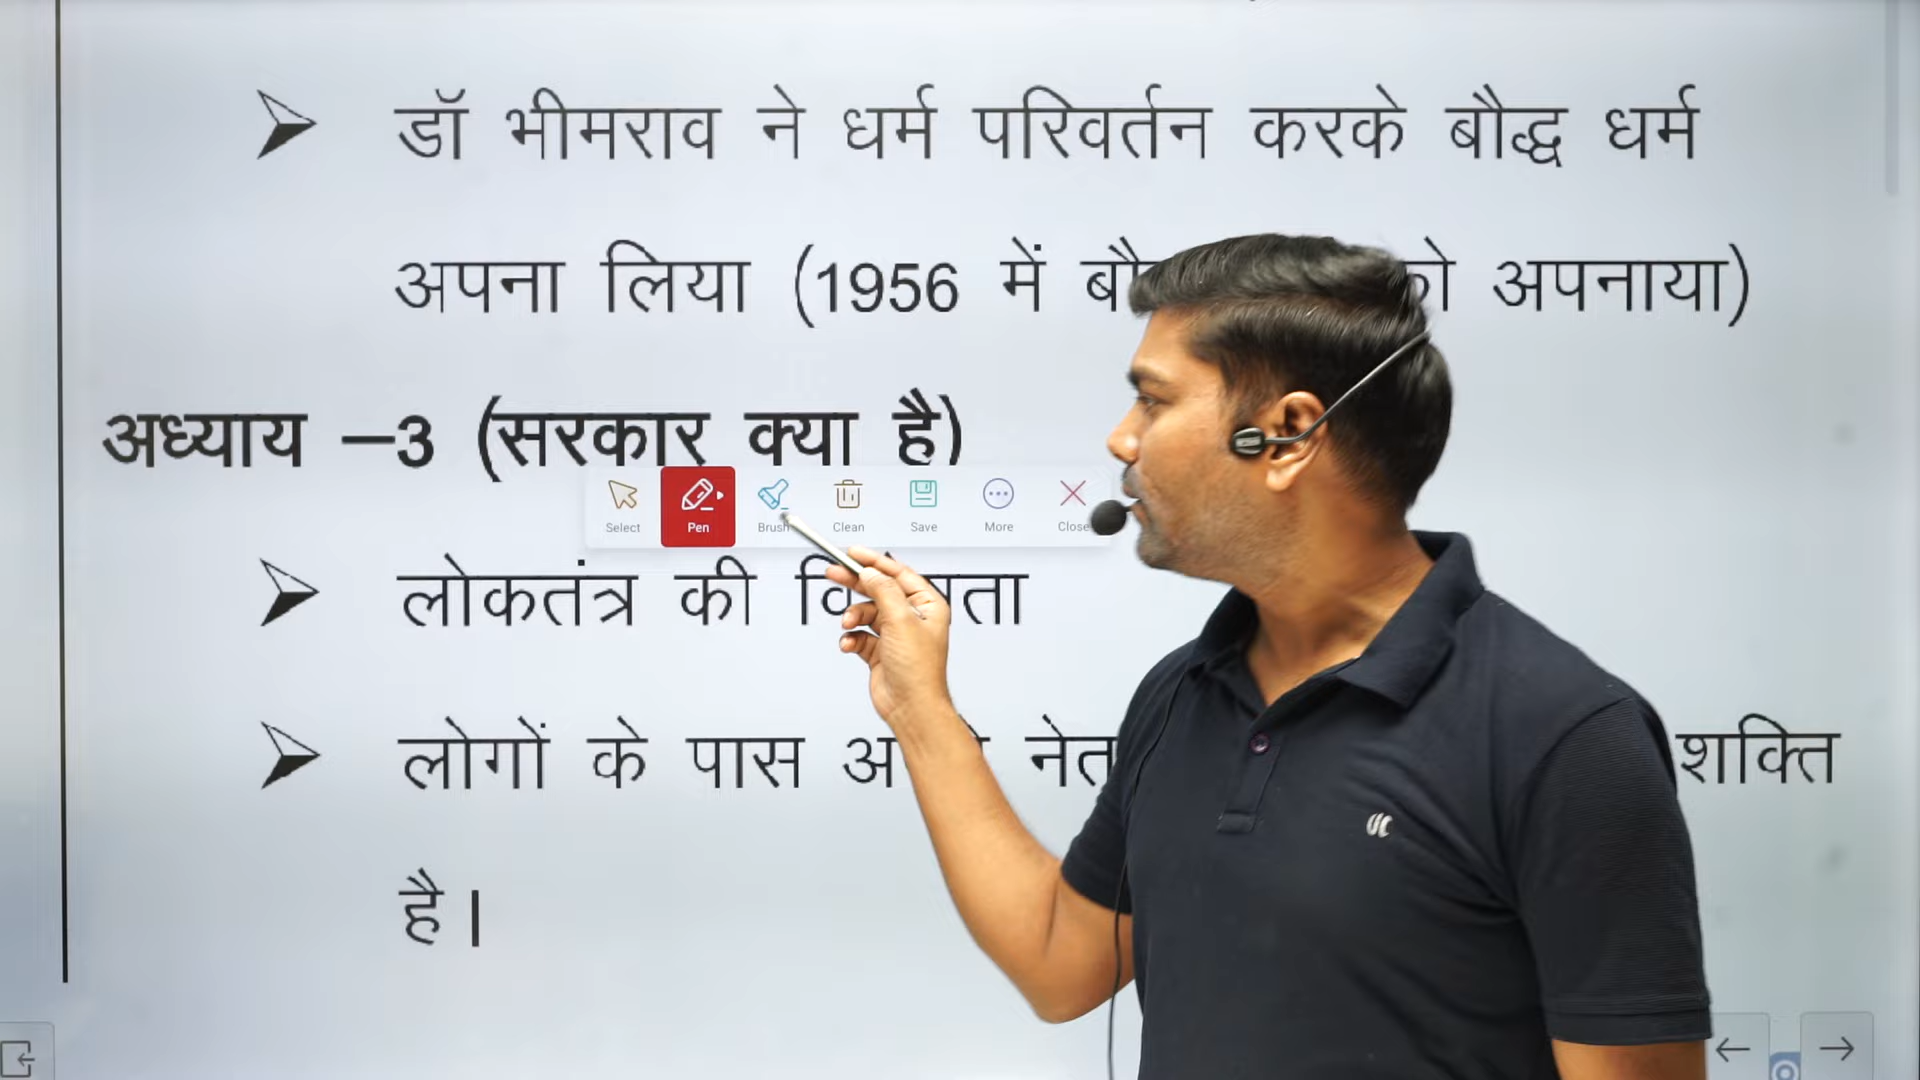 डॉ भीमराव ने धर्म परिवर्तन करके बौद्ध धर्म
अपना लिया (1956 में को अपनाया)
अध्याय –3 (सरकार क्या है)
Select Pen Brush Clean Save More Close
लोकतंत्र की
लोगों के पास शक्ति
है।
UC